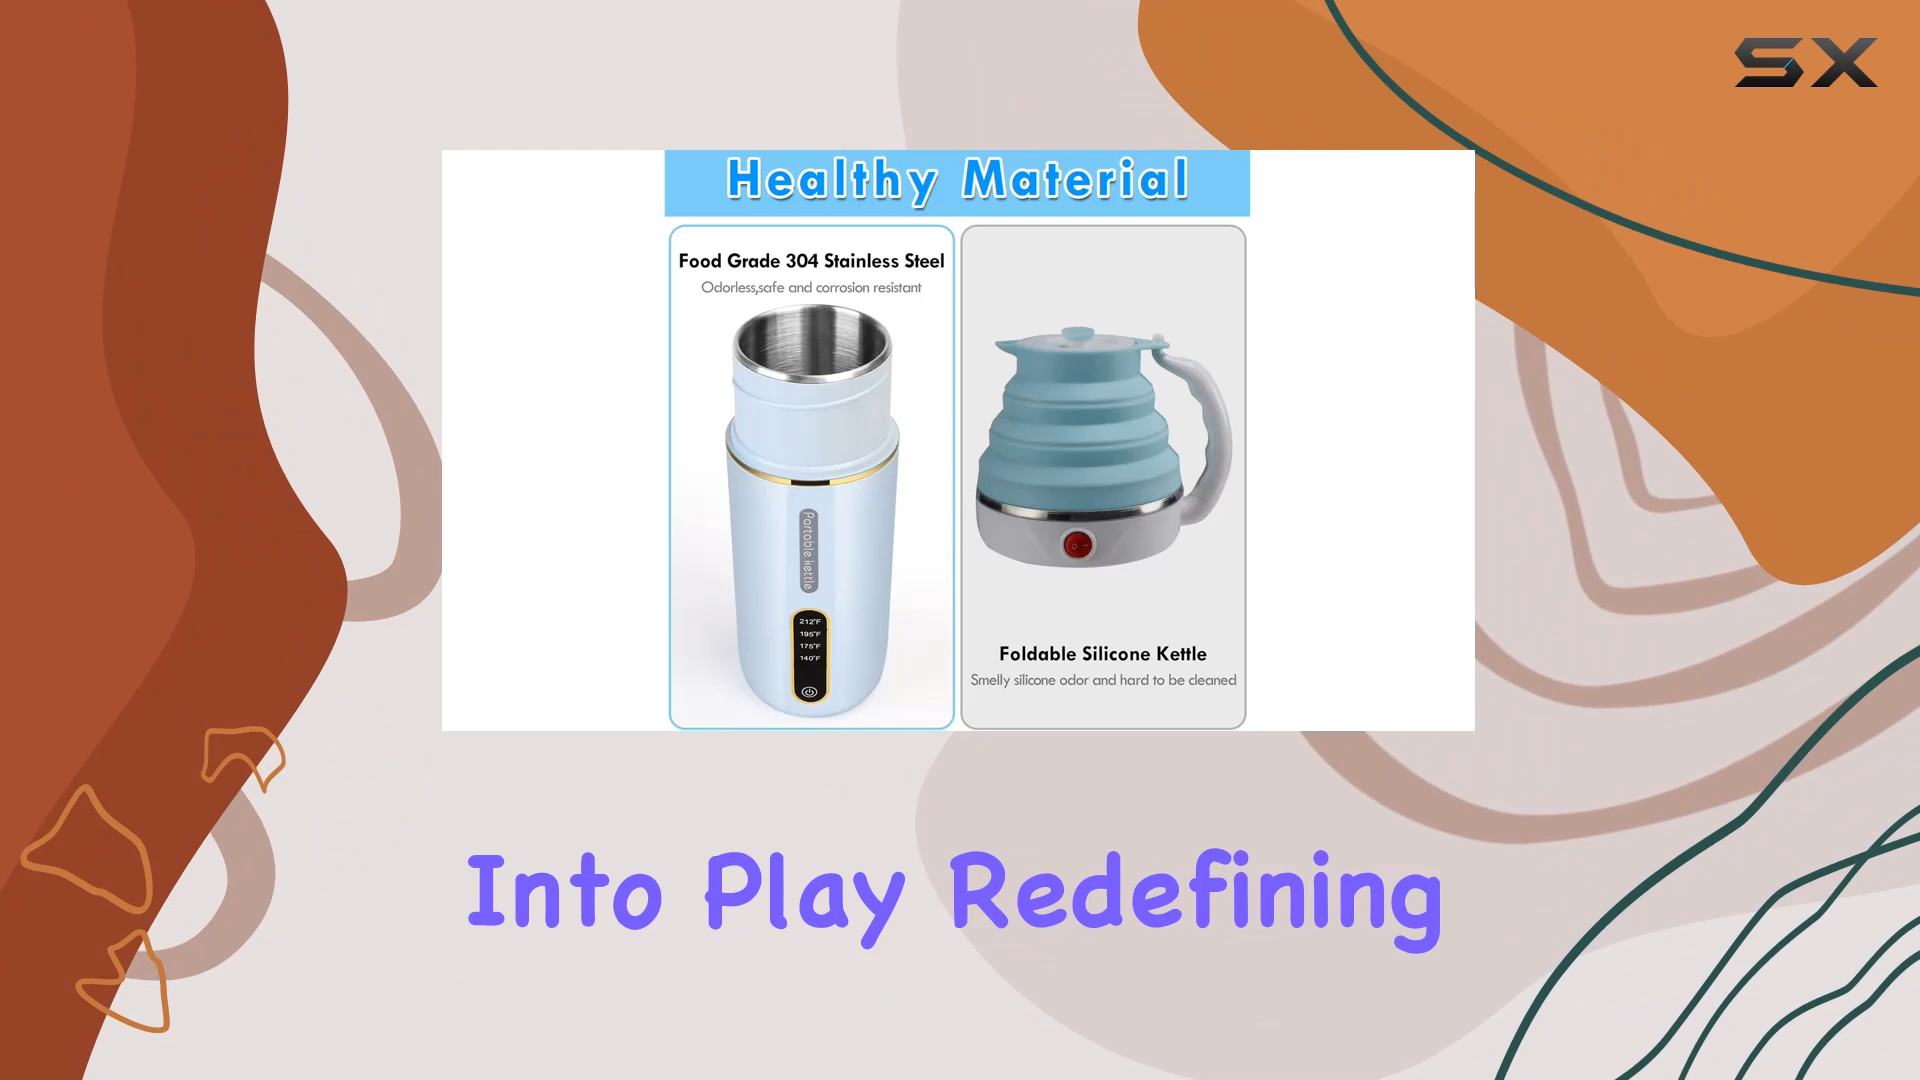 SX
Healthy Material
Food Grade 304 Stainless Steel
Odorless,safe and corrosion resistant
Portable kettle
212°F
195°F
175°F
140°F
Foldable Silicone Kettle
Smelly silicone odor and hard to be cleaned
Into Play Redefining